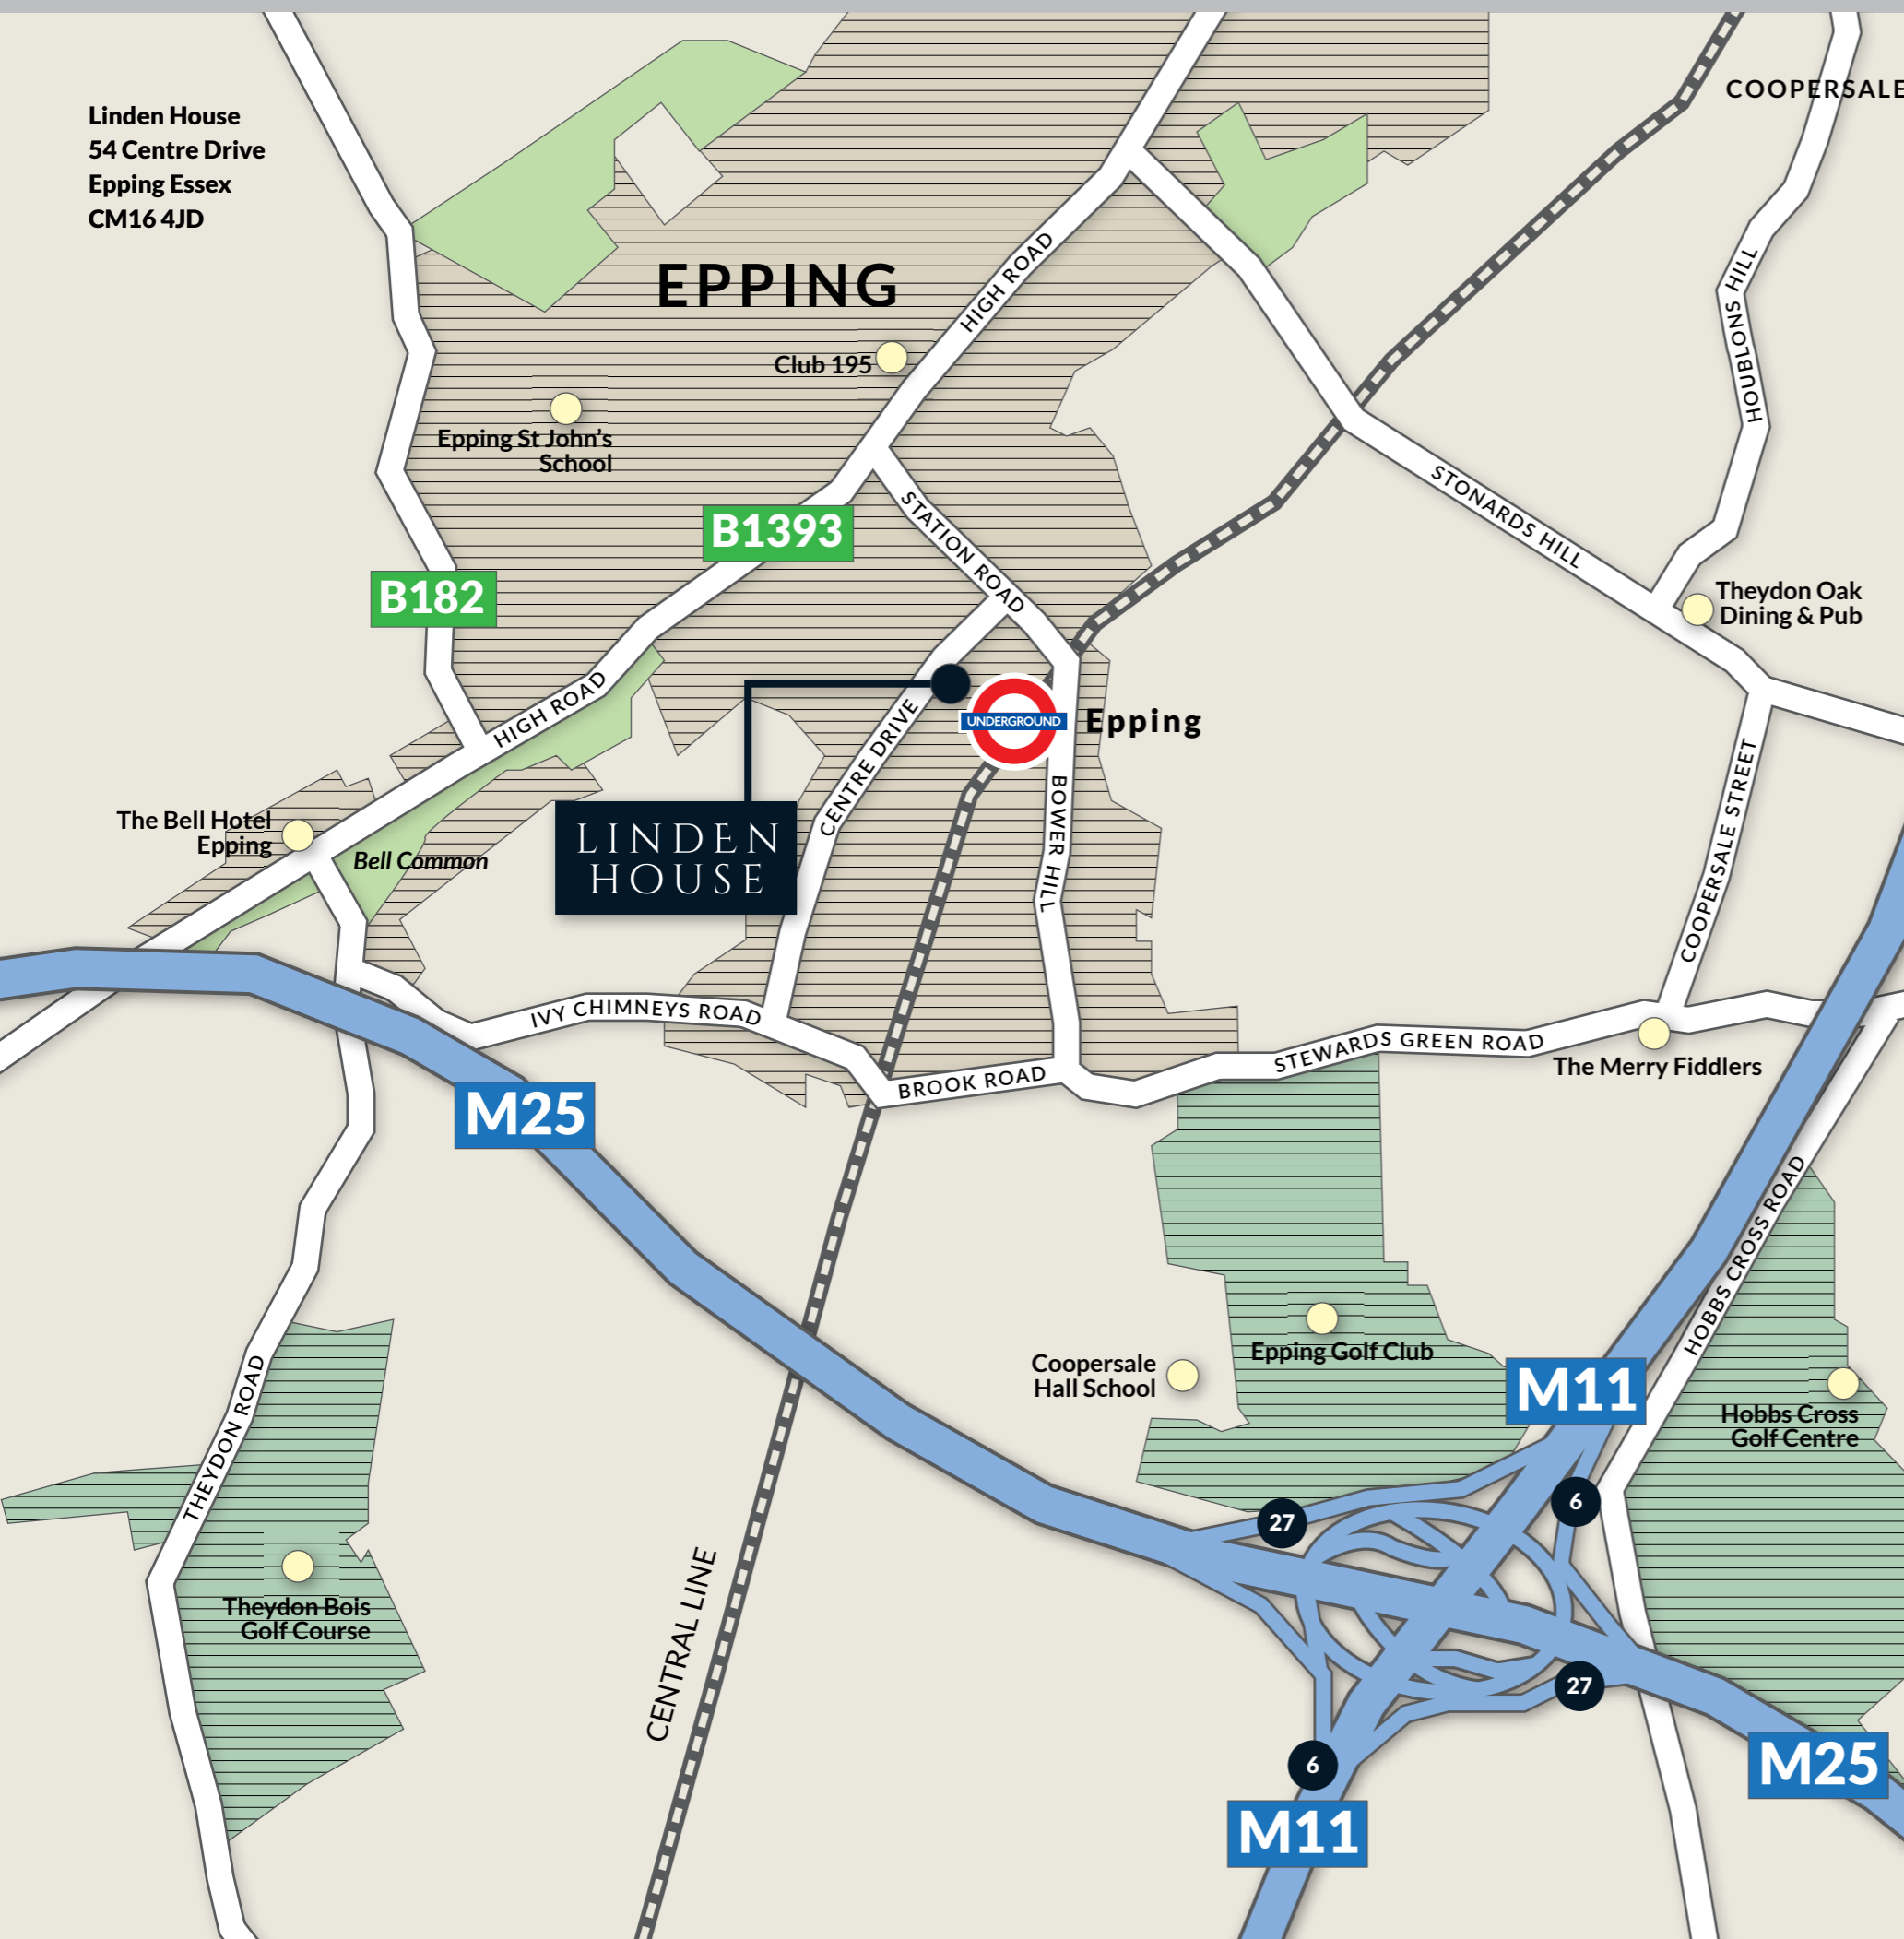 COOPERSALE
Linden House
54 Centre Drive
Epping Essex
CM16 4JD
EPPING
HIGH ROAD
HOUBLONS HILL
Club 195
Epping St John’s
School
STATION ROAD
STONARDS HILL
B1393
B182
Theydon Oak
Dining & Pub
HIGH ROAD
UNDERGROUND
Epping
CENTRE DRIVE
BOWER HILL
COOPERSALE STREET
The Bell Hotel
Epping
Bell Common
LINDEN
HOUSE
IVY CHIMNEYS ROAD
BROOK ROAD
STEWARDS GREEN ROAD
The Merry Fiddlers
M25
HOBBS CROSS ROAD
Epping Golf Club
Coopersale
Hall School
M11
Hobbs Cross
Golf Centre
THEYDON ROAD
6
27
Theydon Bois
Golf Course
CENTRAL LINE
27
6
M25
M11